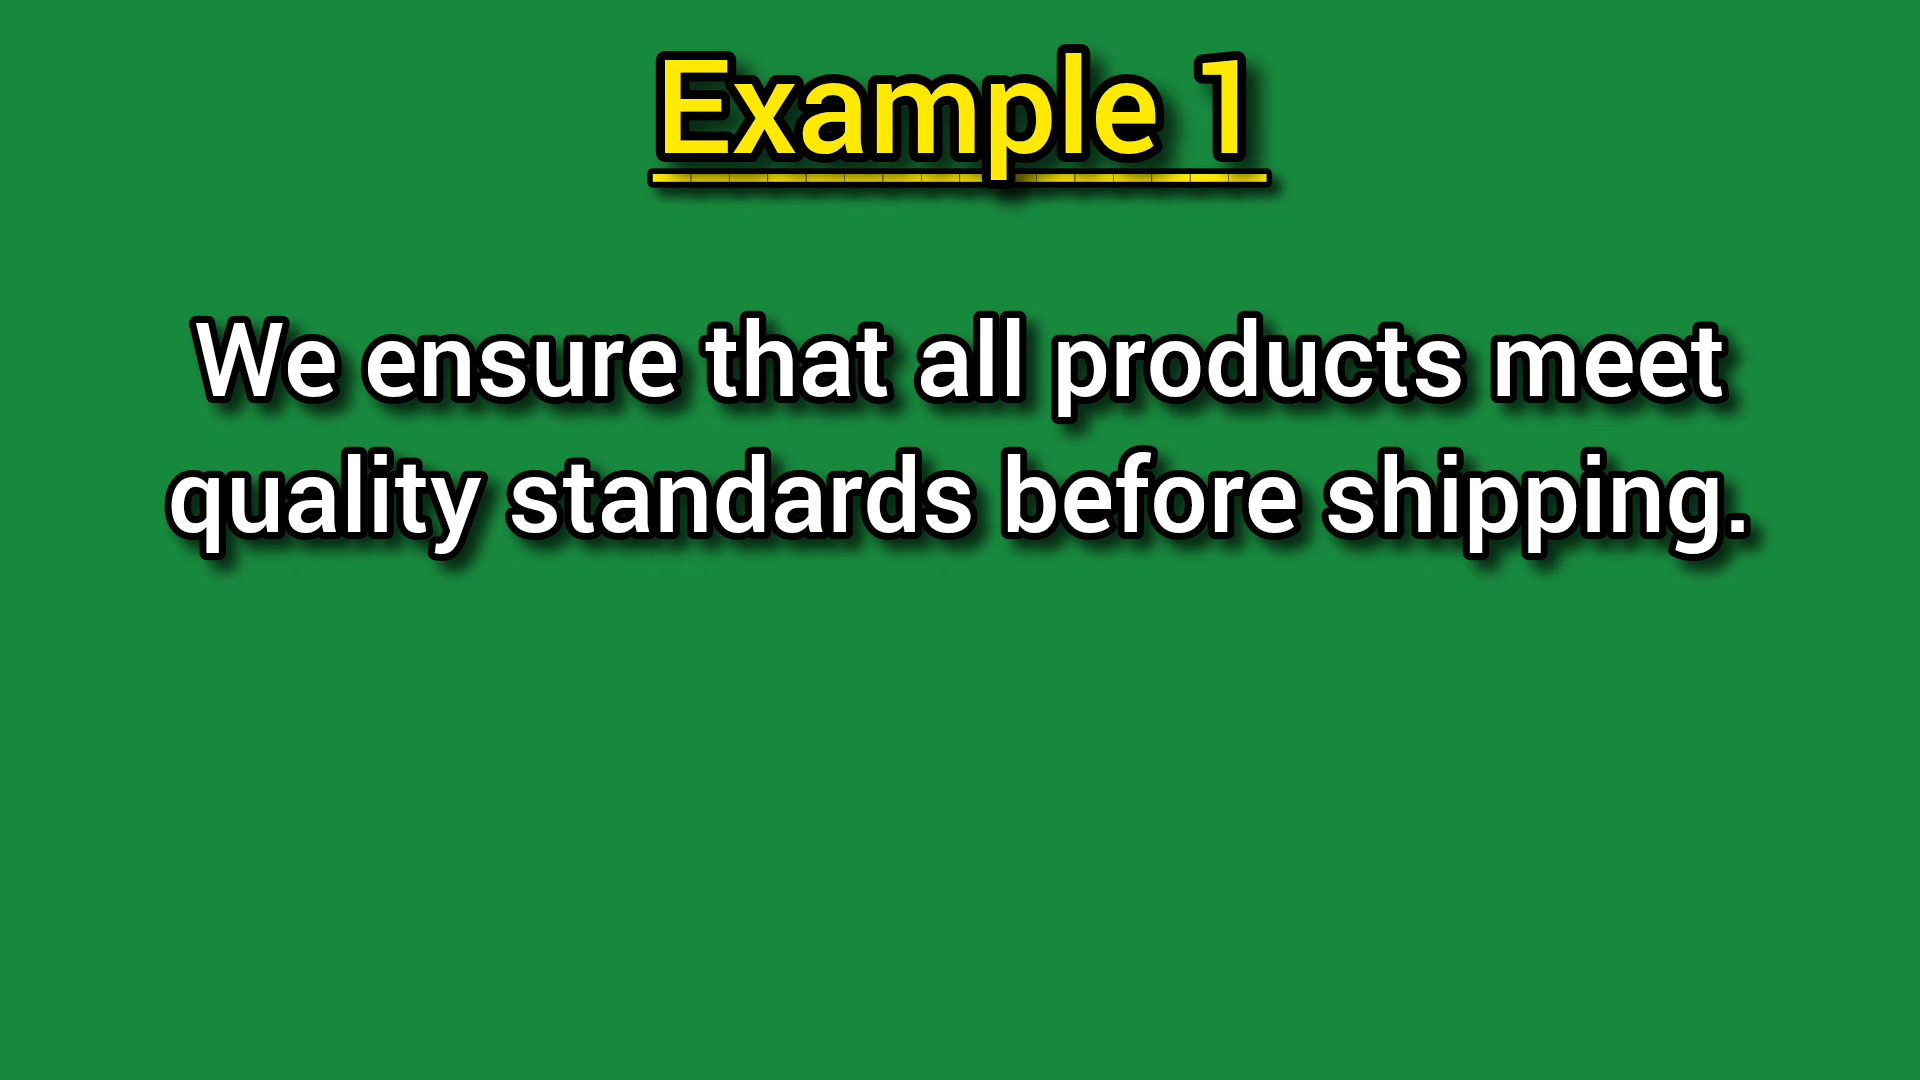 Example 1
We ensure that all products meet
quality standards before shipping.